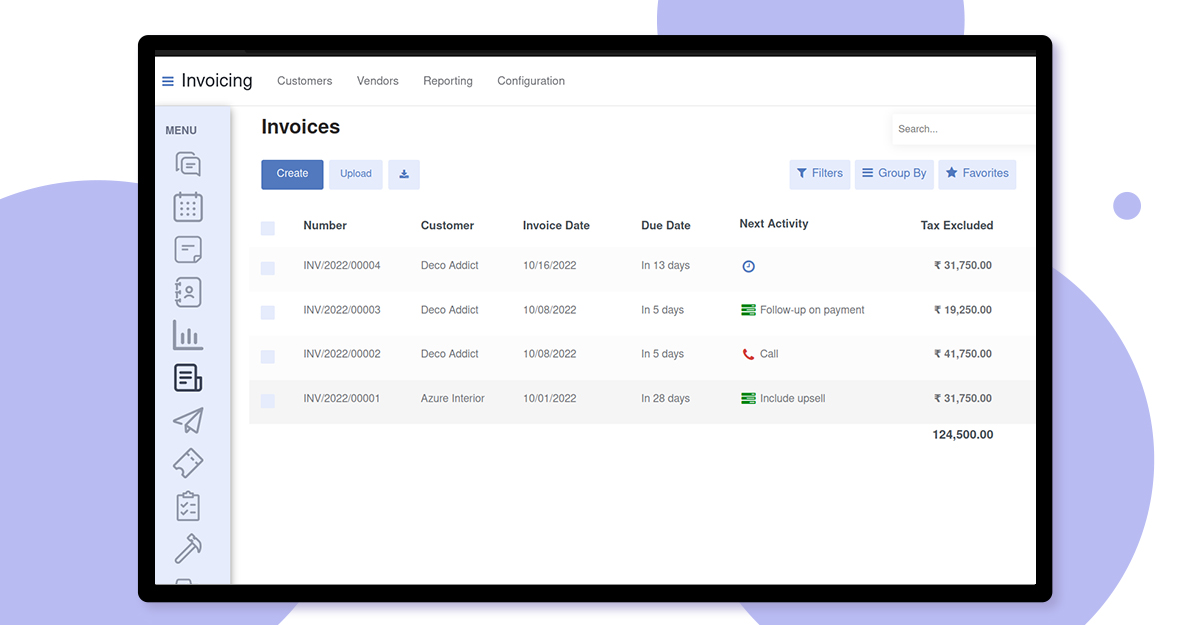 Invoicing Customers Vendors Reporting Configuration
MENU
Invoices
Search...
Create Upload Filters Group By Favorites
Number Customer Invoice Date Due Date Next Activity Tax Excluded
INV/2022/00004 Deco Addict 10/16/2022 In 13 days ₹ 31,750.00
INV/2022/00003 Deco Addict 10/08/2022 In 5 days Follow-up on payment ₹ 19,250.00
INV/2022/00002 Deco Addict 10/08/2022 In 5 days Call ₹ 41,750.00
INV/2022/00001 Azure Interior 10/01/2022 In 28 days Include upsell ₹ 31,750.00
124,500.00